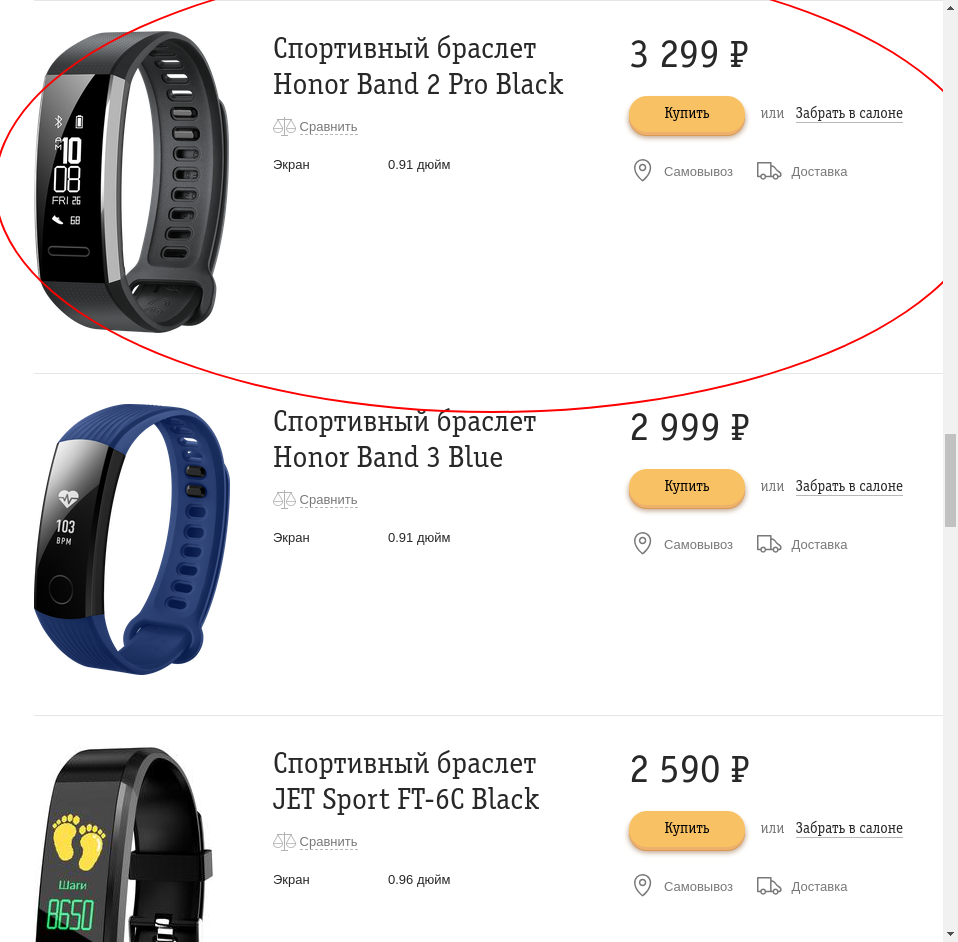 Спортивный браслет
Honor Band 2 Pro Black
3 299 ₽
Сравнить
Купить
или
Забрать в салоне
Экран
0.91 дюйм
Самовывоз
Доставка
10
08
FRI 26
68
Спортивный браслет
Honor Band 3 Blue
2 999 ₽
Сравнить
Купить
или
Забрать в салоне
Экран
0.91 дюйм
Самовывоз
Доставка
103
BPM
Спортивный браслет
JET Sport FT-6C Black
2 590 ₽
Сравнить
Купить
или
Забрать в салоне
Экран
0.96 дюйм
Самовывоз
Доставка
Шаги
8650